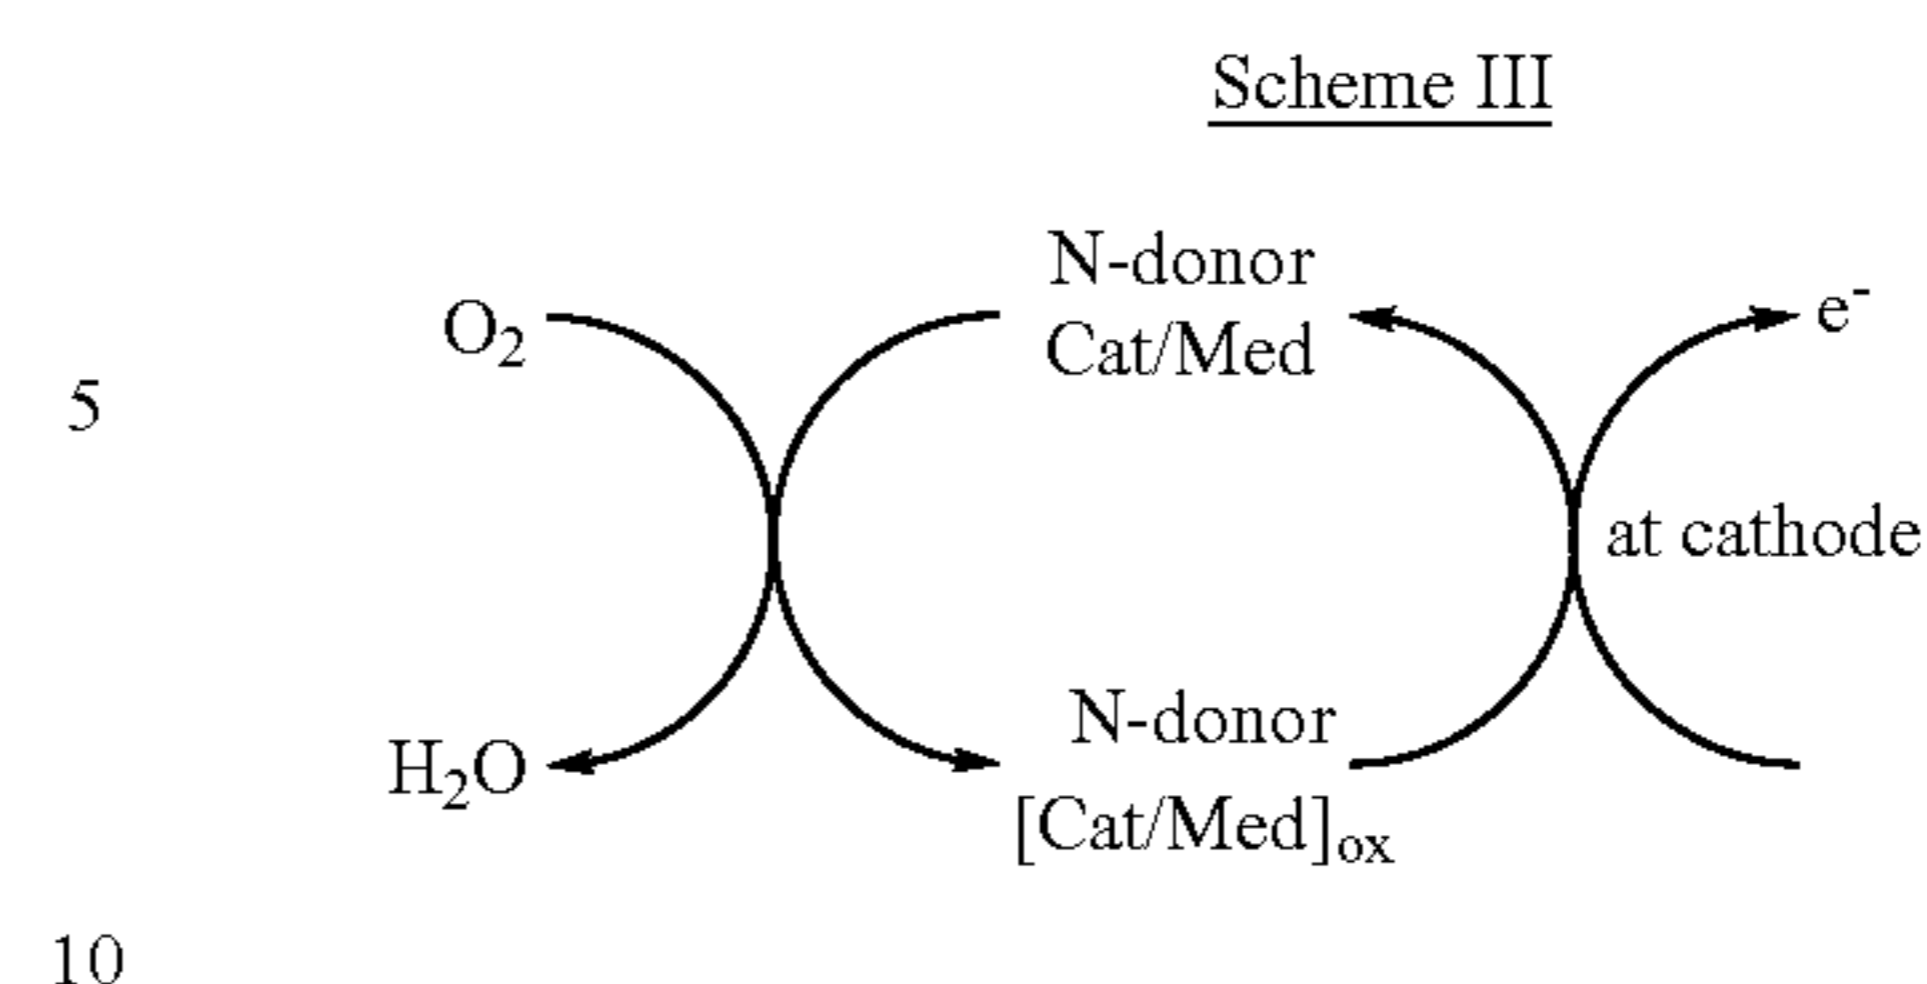 Scheme III
N-donor
O₂ Cat/Med e⁻
5
at cathode
N-donor
H₂O [Cat/Med]ₒₓ
10